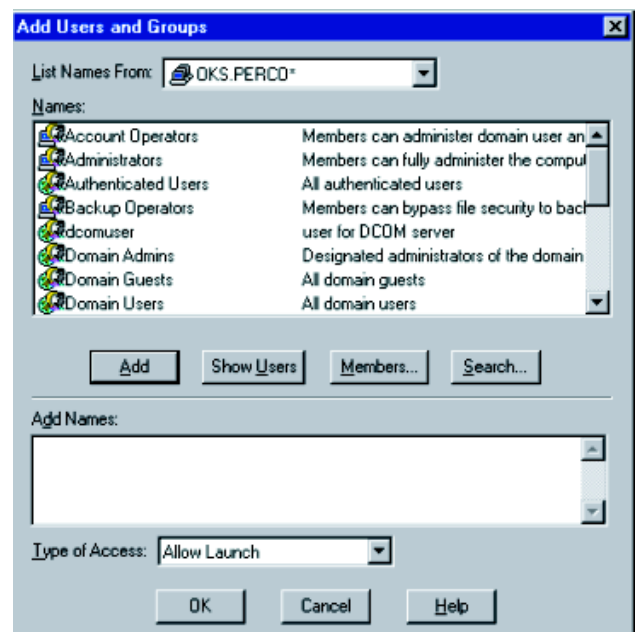 Add Users and Groups
List Names From: OKS.PERCO*
Names:
Account Operators Members can administer domain user an
Administrators Members can fully administer the comput
Authenticated Users All authenticated users
Backup Operators Members can bypass file security to bac
dcomuser user for DCOM server
Domain Admins Designated administrators of the domain
Domain Guests All domain guests
Domain Users All domain users
Add Show Users Members... Search...
Add Names:
Type of Access: Allow Launch
OK Cancel Help